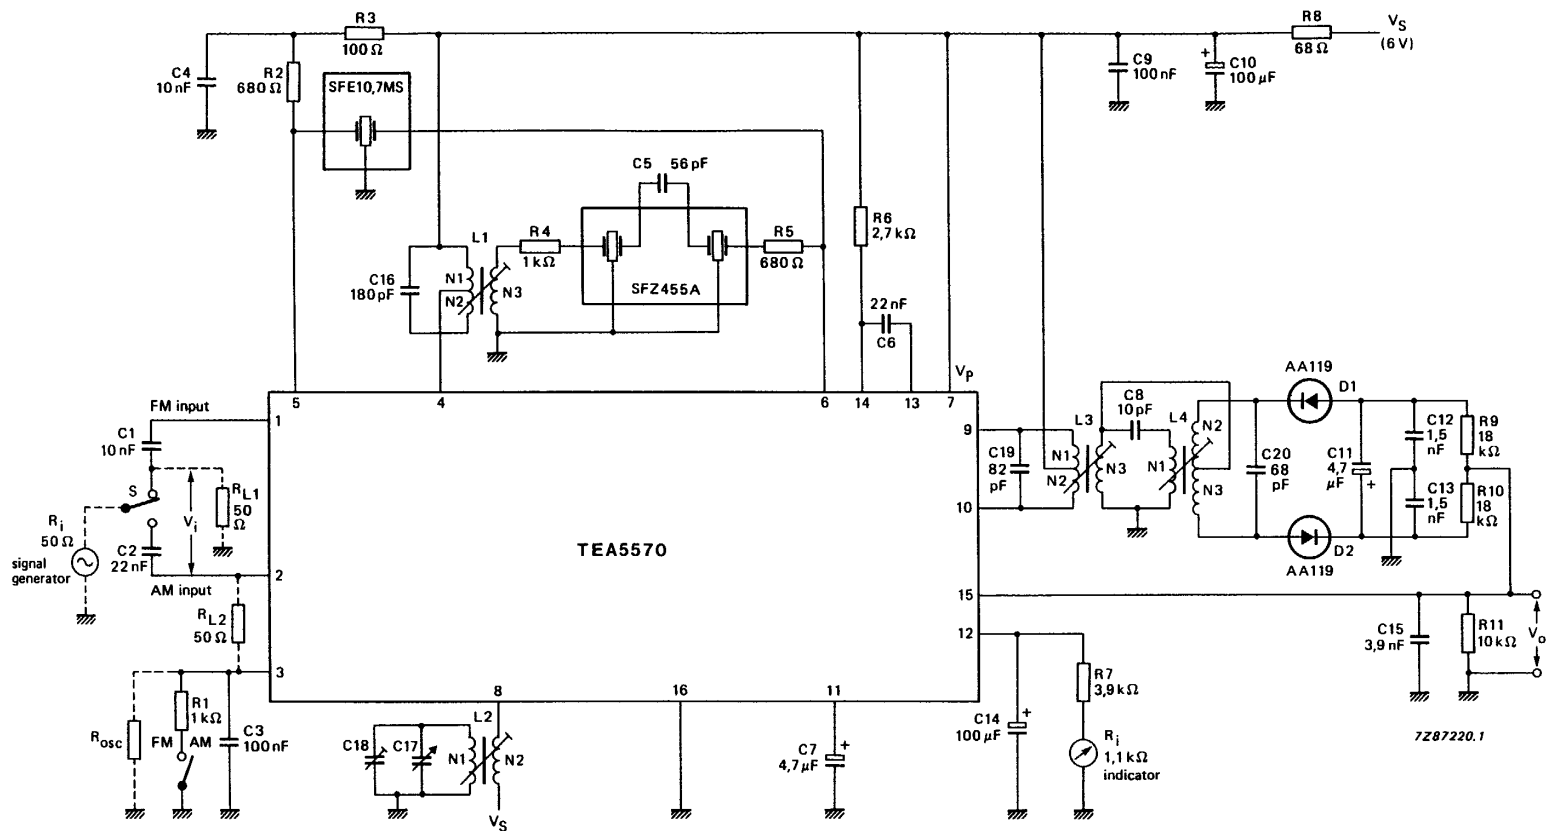 R3
100 Ω
R8
68 Ω
VS
(6 V)
C4
10 nF
R2
680 Ω
SFE10,7MS
C9
100 nF
+
C10
100 µF
C5 56 pF
R6
2,7 kΩ
L1
R4
1 kΩ
R5
680 Ω
C16
180 pF
N1
N2
N3
SFZ455A
22 nF
C6
VP
5
4
6
14
13
7
FM input
1
C1
10 nF
S
Vi
RL1
50
Ω
Ri
50 Ω
signal
generator
C2
22 nF
AM input
2
RL2
50 Ω
3
R1
1 kΩ
Rosc
FM
AM
C3
100 nF
TEA5570
9
10
15
12
C19
82
pF
L3
N1
N2
N3
C8
10 pF
L4
N1
N2
N3
AA119
D1
C20
68
pF
C11
4,7
µF
+
C12
1,5
nF
C13
1,5
nF
R9
18
kΩ
R10
18
kΩ
D2
AA119
C15
3,9 nF
R11
10 kΩ
Vo
8
16
11
C18
C17
L2
N1
N2
VS
C7
4,7 µF
+
C14
100 µF
+
R7
3,9 kΩ
Ri
1,1 kΩ
indicator
7Z87220.1